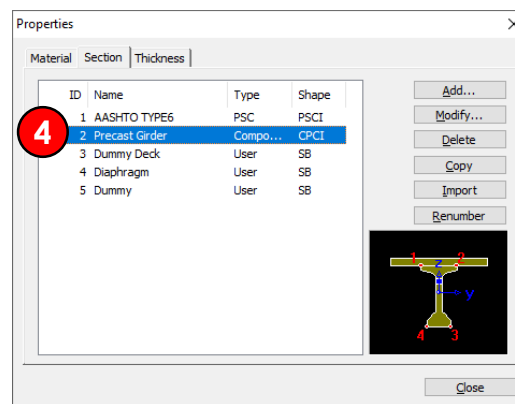 Properties
Material Section Thickness
ID Name Type Shape
1 AASHTO TYPE6 PSC PSCI
4
2 Precast Girder Compo... CPCI
3 Dummy Deck User SB
4 Diaphragm User SB
5 Dummy User SB
Add...
Modify...
Delete
Copy
Import
Renumber
1 z 2
y
4 3
Close